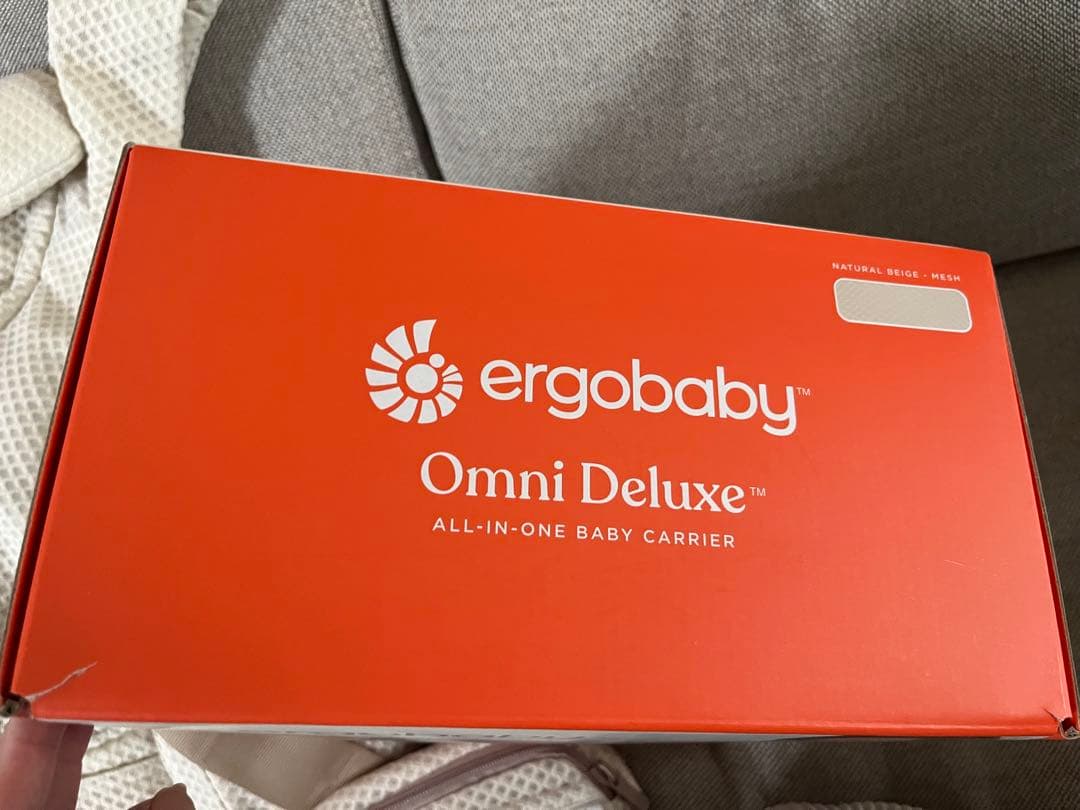 NATURAL BEIGE - MESH
ergobaby™
Omni Deluxe™
ALL-IN-ONE BABY CARRIER